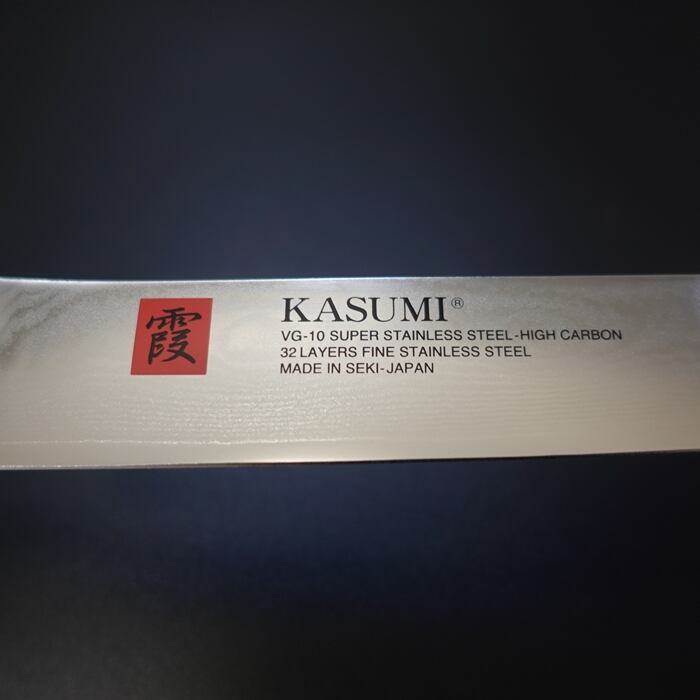 霞
KASUMI®
VG-10 SUPER STAINLESS STEEL-HIGH CARBON
32 LAYERS FINE STAINLESS STEEL
MADE IN SEKI-JAPAN